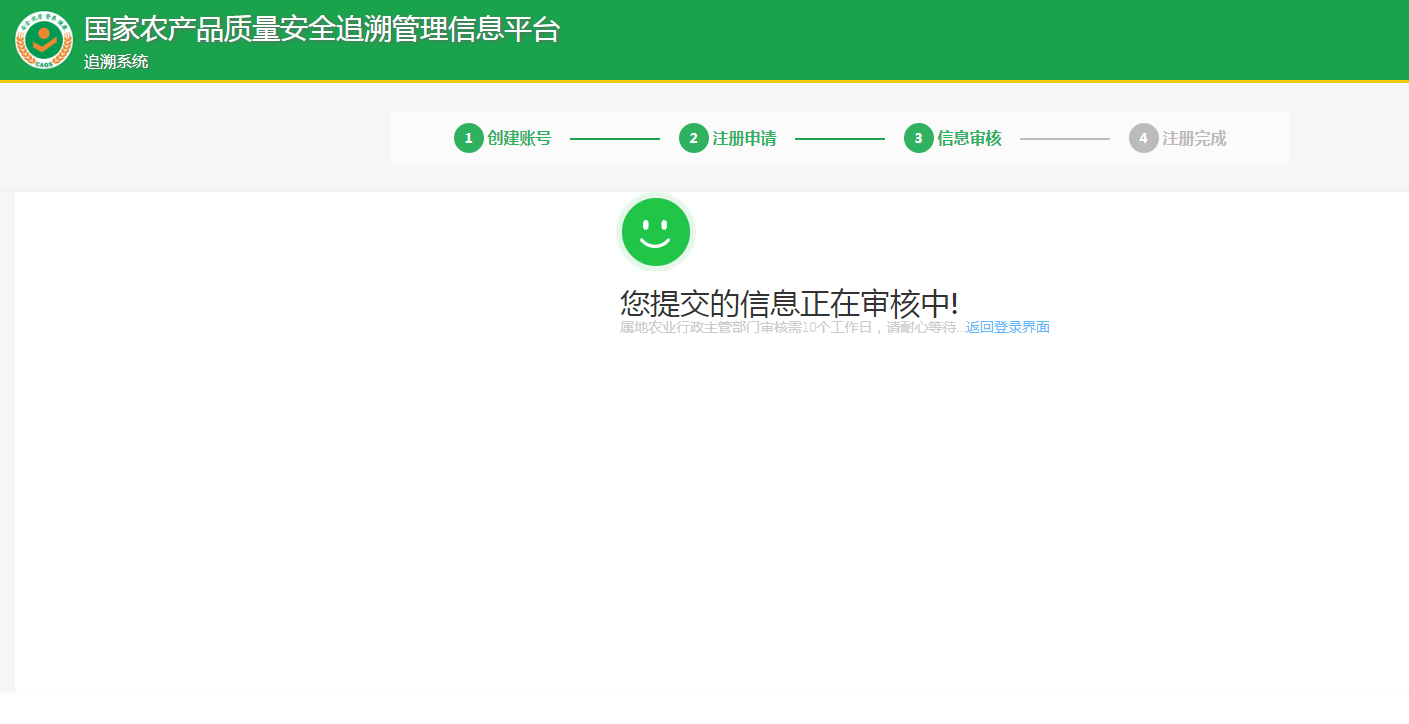 国家农产品质量安全追溯管理信息平台
追溯系统
CAQS
1 创建账号 2 注册申请 3 信息审核 4 注册完成
您提交的信息正在审核中!
属地农业行政主管部门审核需10个工作日，请耐心等待...返回登录界面